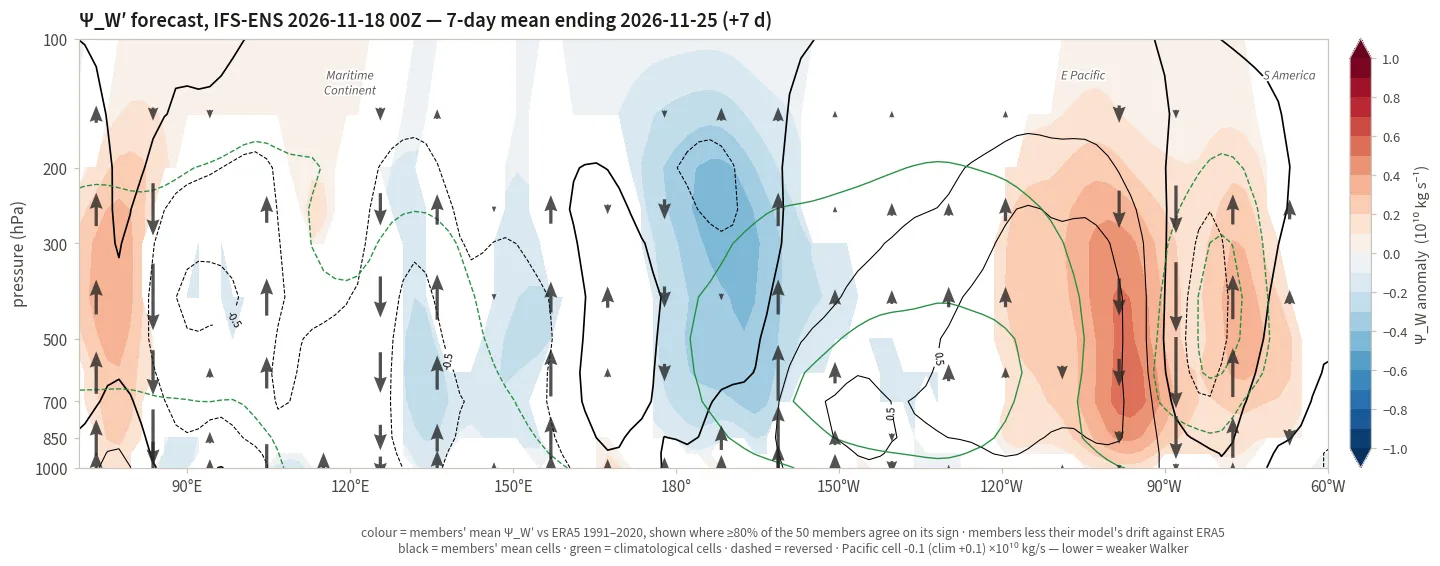 Ψ_W′ forecast, IFS-ENS 2026-11-18 00Z — 7-day mean ending 2026-11-25 (+7 d)
100
200
300
400
500
700
850
1000
pressure (hPa)
Maritime
Continent
E Pacific
S America
-0.5
-0.5
0.5
0.5
90°E
120°E
150°E
180°
150°W
120°W
90°W
60°W
1.0
0.8
0.6
0.4
0.2
0.0
−0.2
−0.4
−0.6
−0.8
−1.0
Ψ_W anomaly (10¹⁰ kg s⁻¹)
colour = members' mean Ψ_W′ vs ERA5 1991–2020, shown where ≥80% of the 50 members agree on its sign · members less their model's drift against ERA5
black = members' mean cells · green = climatological cells · dashed = reversed · Pacific cell -0.1 (clim +0.1) ×10¹⁰ kg/s — lower = weaker Walker